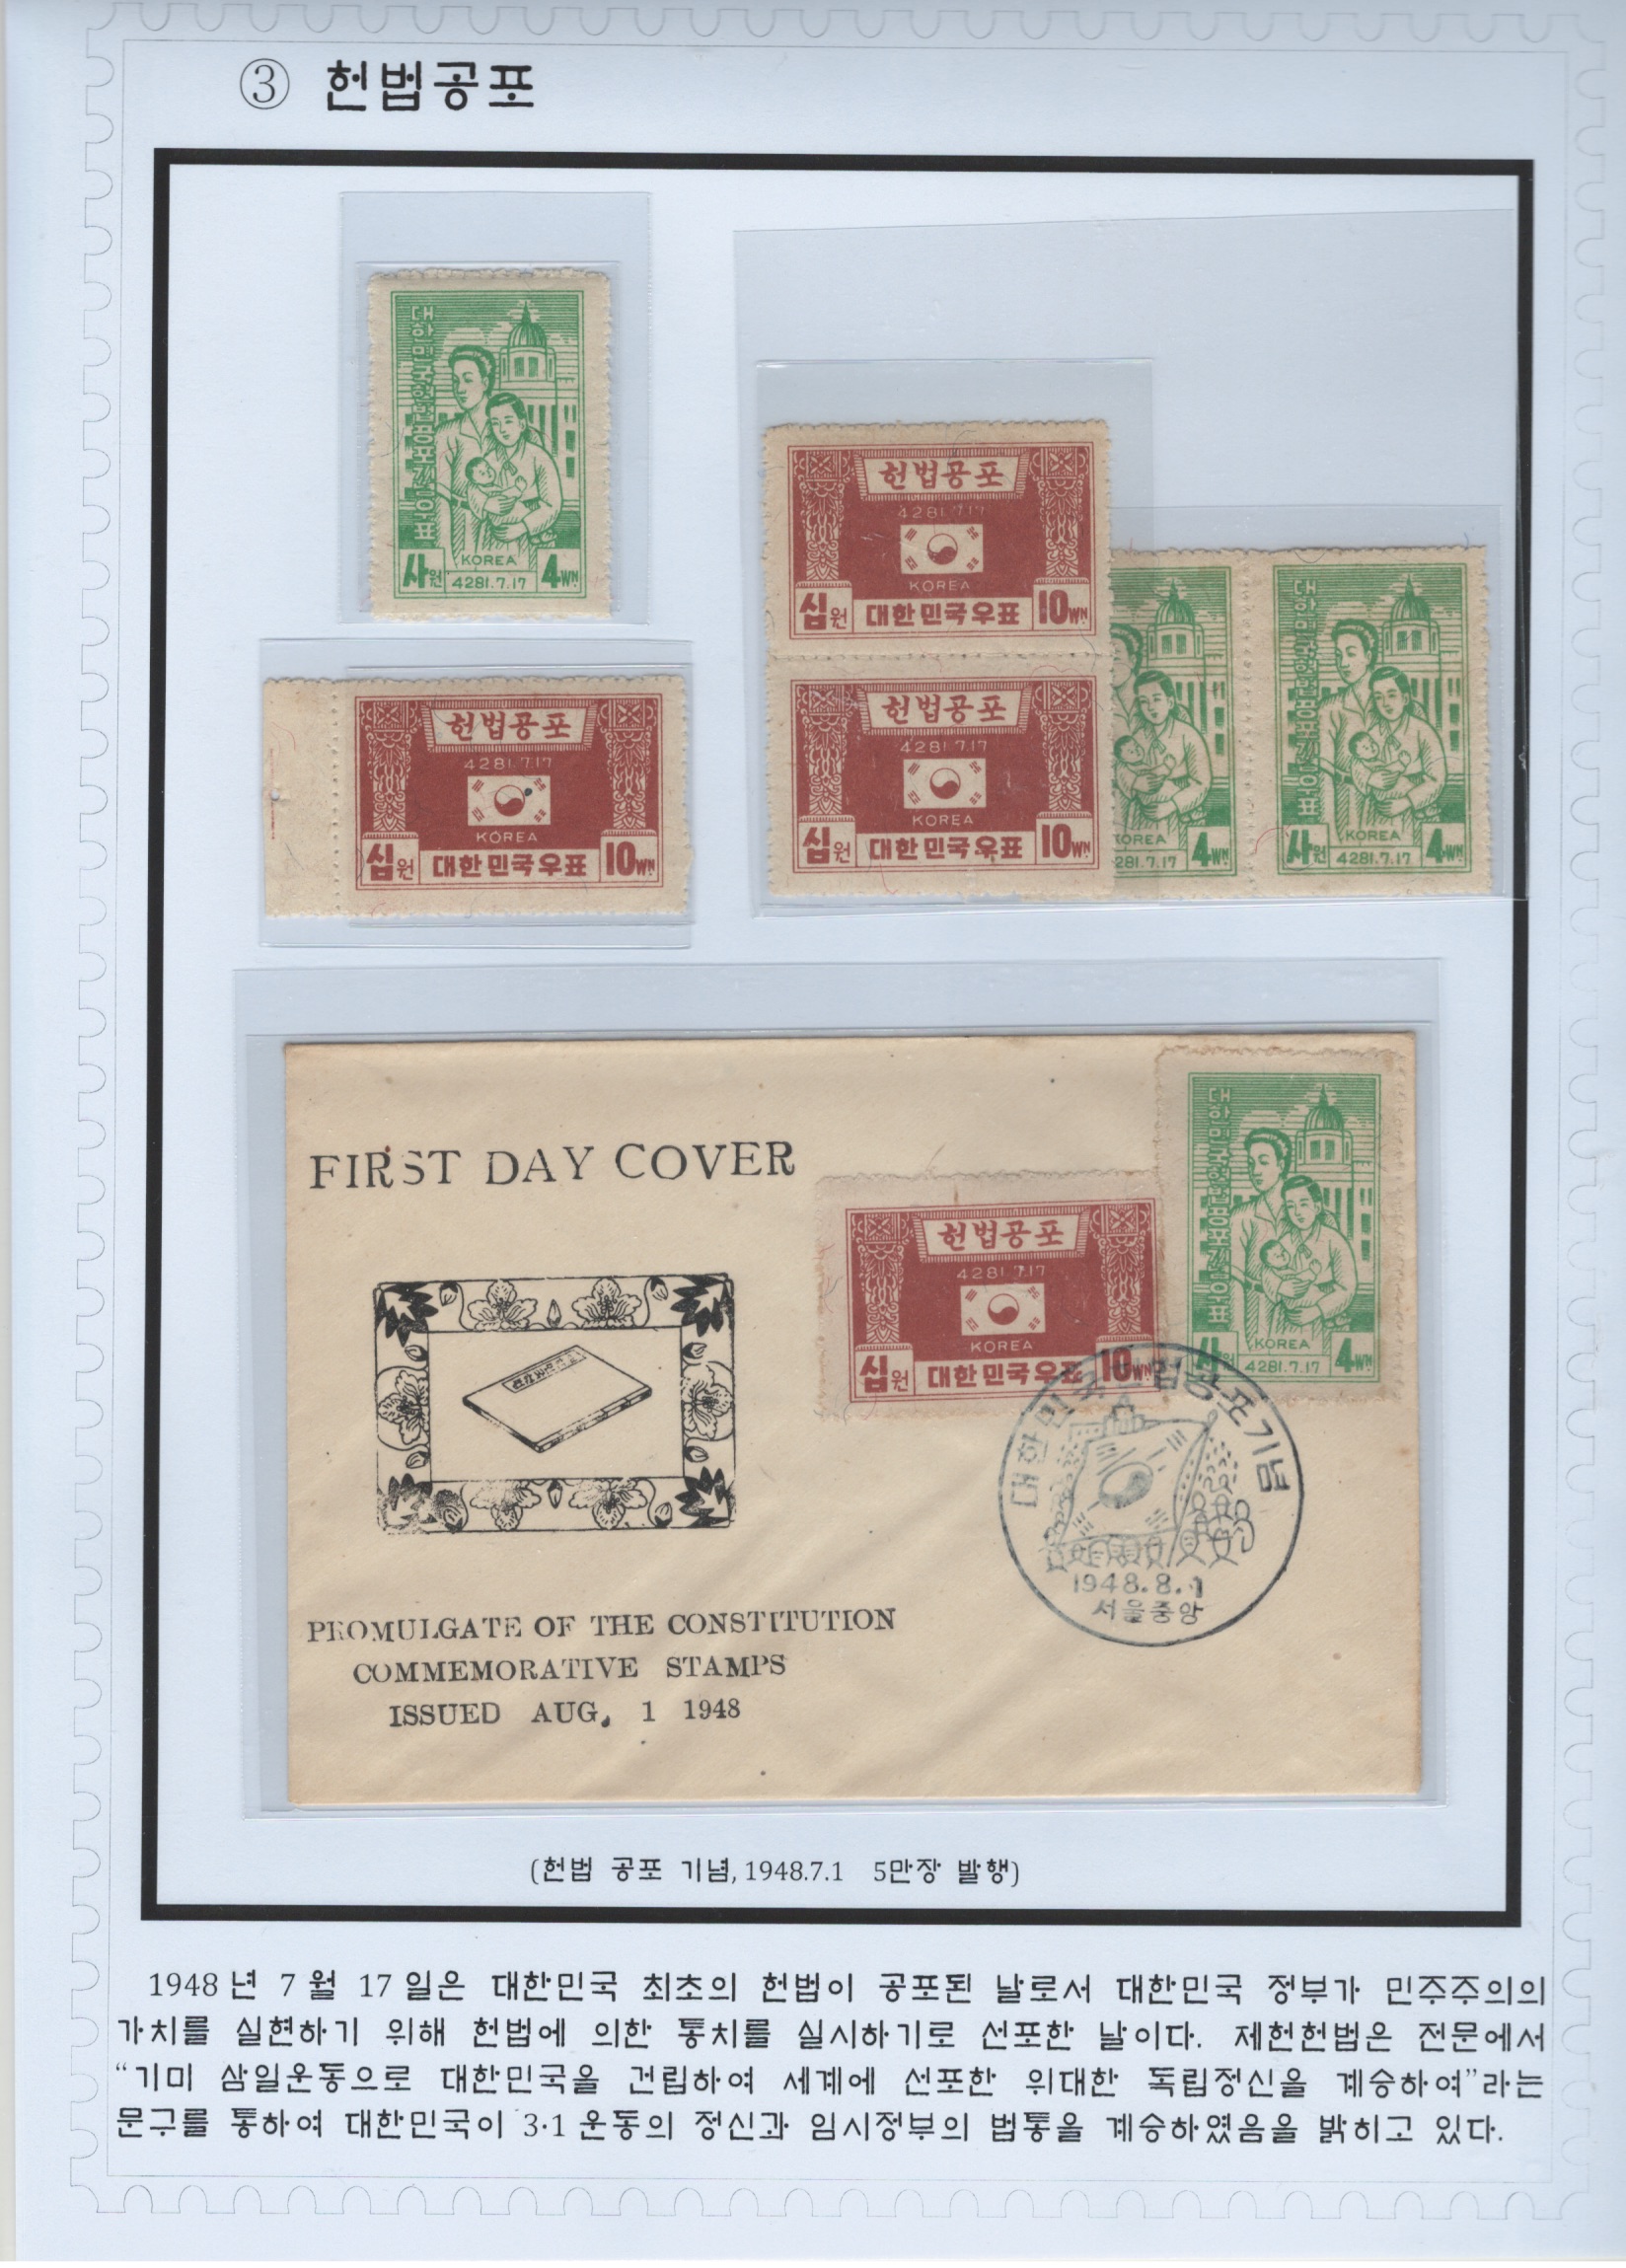 ③ 헌법공포
대한민국헌법공포기념우표
KOREA
사원 4281.7.17 4WN
헌법공포
4281.7.17
KOREA
십원 대한민국우표 10WN
헌법공포
4281.7.17
KOREA
십원 대한민국우표 10WN
헌법공포
4281.7.17
KOREA
십원 대한민국우표 10WN
KOREA
281.7.17 4WN
대한민국헌법공포기념우표
KOREA
사원 4281.7.17 4WN
FIRST DAY COVER
헌법공포
4281.7.17
KOREA
십원 대한민국우표 10WN
대한민국헌법공포기념우표
KOREA
사원 4281.7.17 4WN
대한민국헌법공포기념
1948.8.1
서울중앙
PROMULGATE OF THE CONSTITUTION
COMMEMORATIVE STAMPS
ISSUED AUG. 1 1948
(헌법 공포 기념, 1948.7.1 5만장 발행)
1948년 7월 17일은 대한민국 최초의 헌법이 공포된 날로서 대한민국 정부가 민주주의의
가치를 실현하기 위해 헌법에 의한 통치를 실시하기로 선포한 날이다. 제헌헌법은 전문에서
“기미 삼일운동으로 대한민국을 건립하여 세계에 선포한 위대한 독립정신을 계승하여”라는
문구를 통하여 대한민국이 3·1운동의 정신과 임시정부의 법통을 계승하였음을 밝히고 있다.